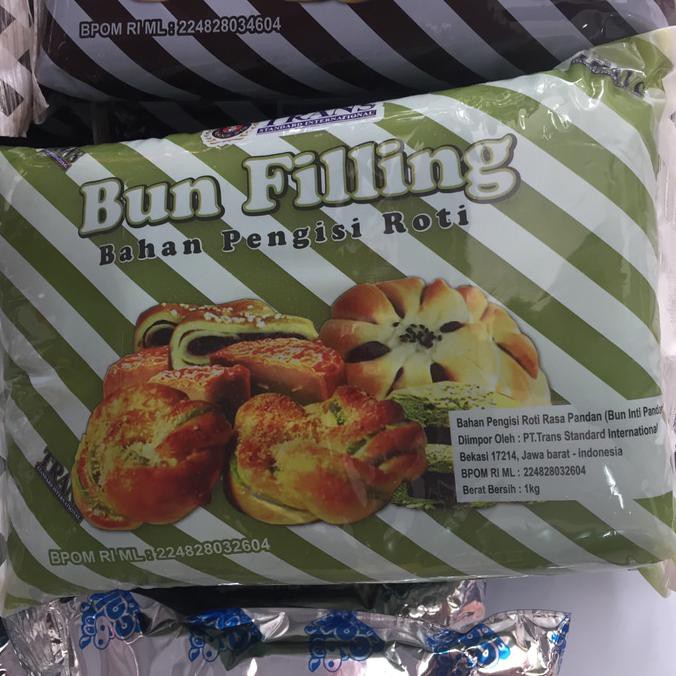 BPOM RI ML : 224828034604
TRANS
STANDARD INTERNATIONAL
Bun Filling
Bahan Pengisi Roti
Bahan Pengisi Roti Rasa Pandan (Bun Inti Pandan
Diimpor Oleh : PT.Trans Standard International
Bekasi 17214, Jawa barat - indonesia
BPOM RI ML : 224828032604
Berat Bersih : 1kg
BPOM RI ML : 224828032604